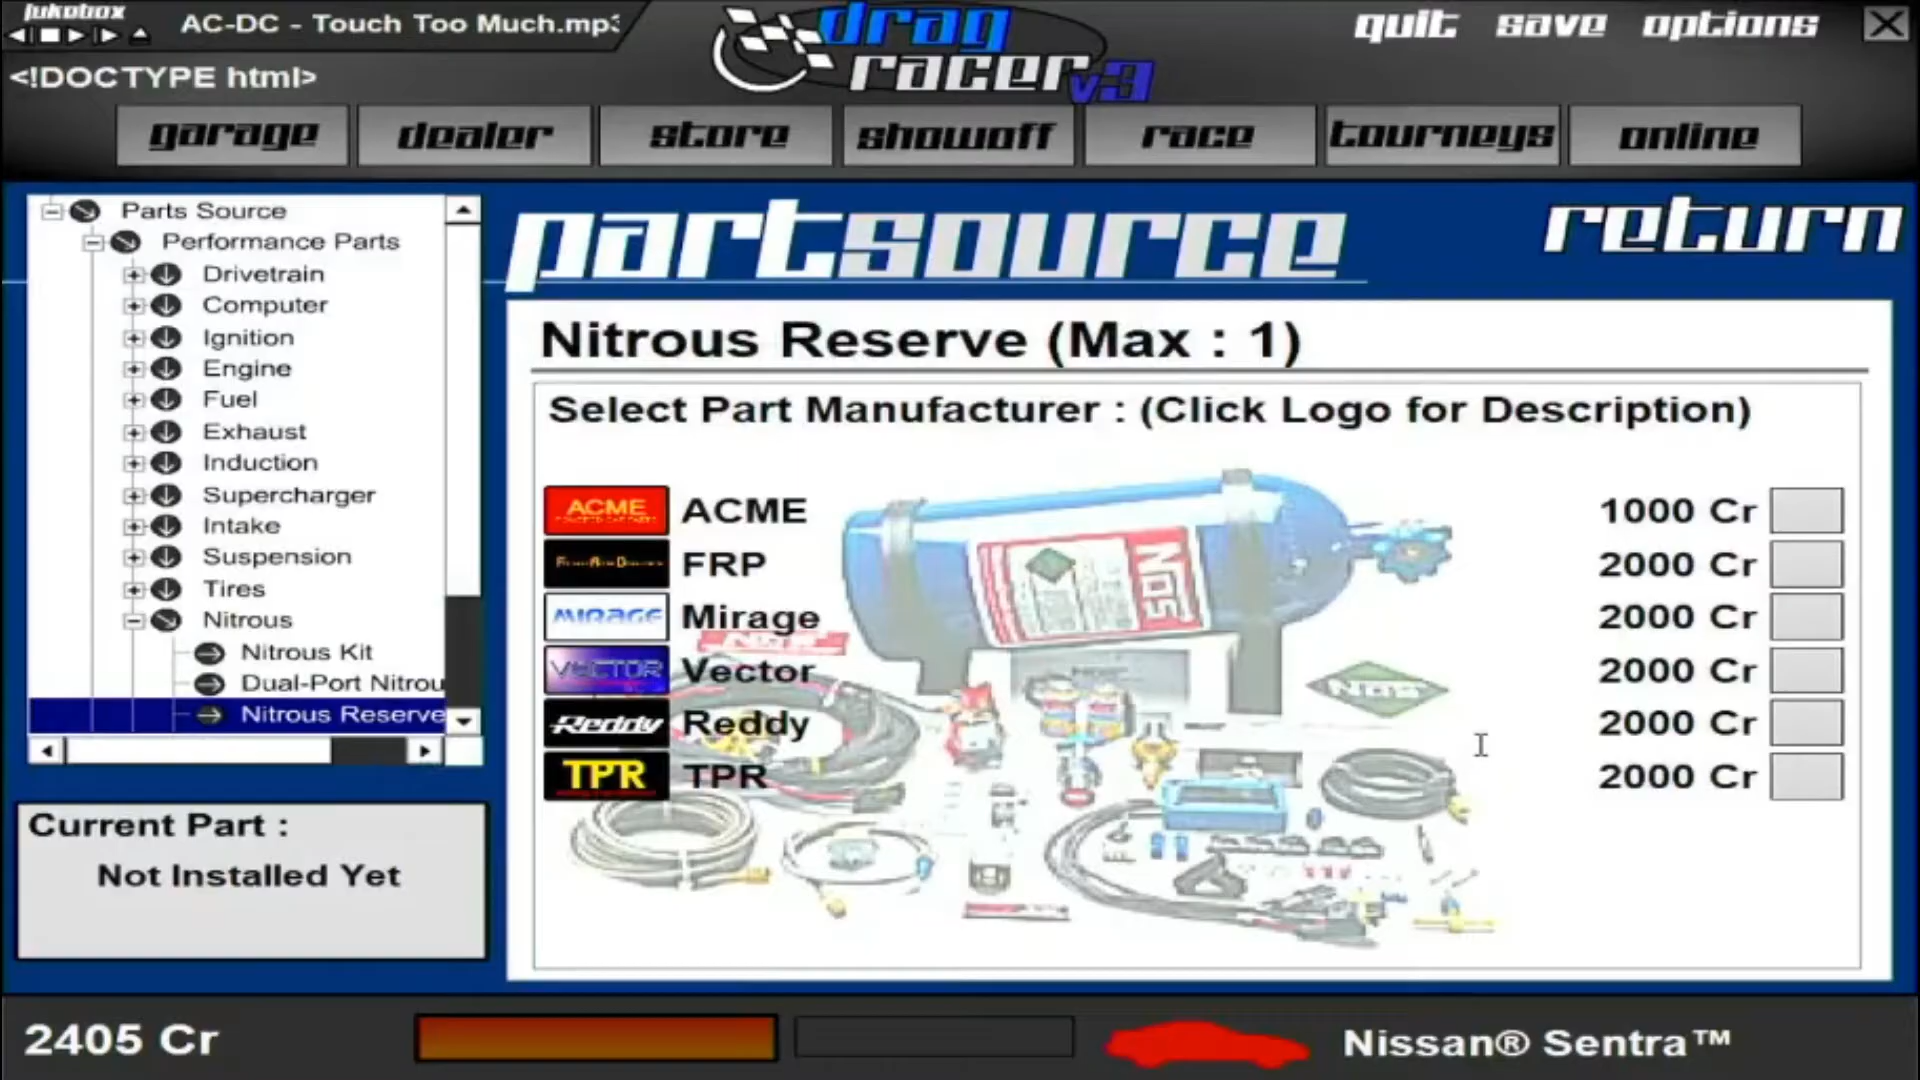 jukebox
AC-DC - Touch Too Much.mp3
drag racer v3
quit save options
<!DOCTYPE html>
garage dealer store showoff race tourneys online
Parts Source
Performance Parts
Drivetrain
Computer
Ignition
Engine
Fuel
Exhaust
Induction
Supercharger
Intake
Suspension
Tires
Nitrous
Nitrous Kit
Dual-Port Nitrou
Nitrous Reserve
Current Part :
Not Installed Yet
partsource
return
Nitrous Reserve (Max : 1)
Select Part Manufacturer : (Click Logo for Description)
ACME ACME 1000 Cr
FRP 2000 Cr
MIRAGE Mirage 2000 Cr
VECTOR Vector 2000 Cr
Reddy Reddy 2000 Cr
TPR TPR 2000 Cr
NOS
NOS
2405 Cr
Nissan® Sentra™